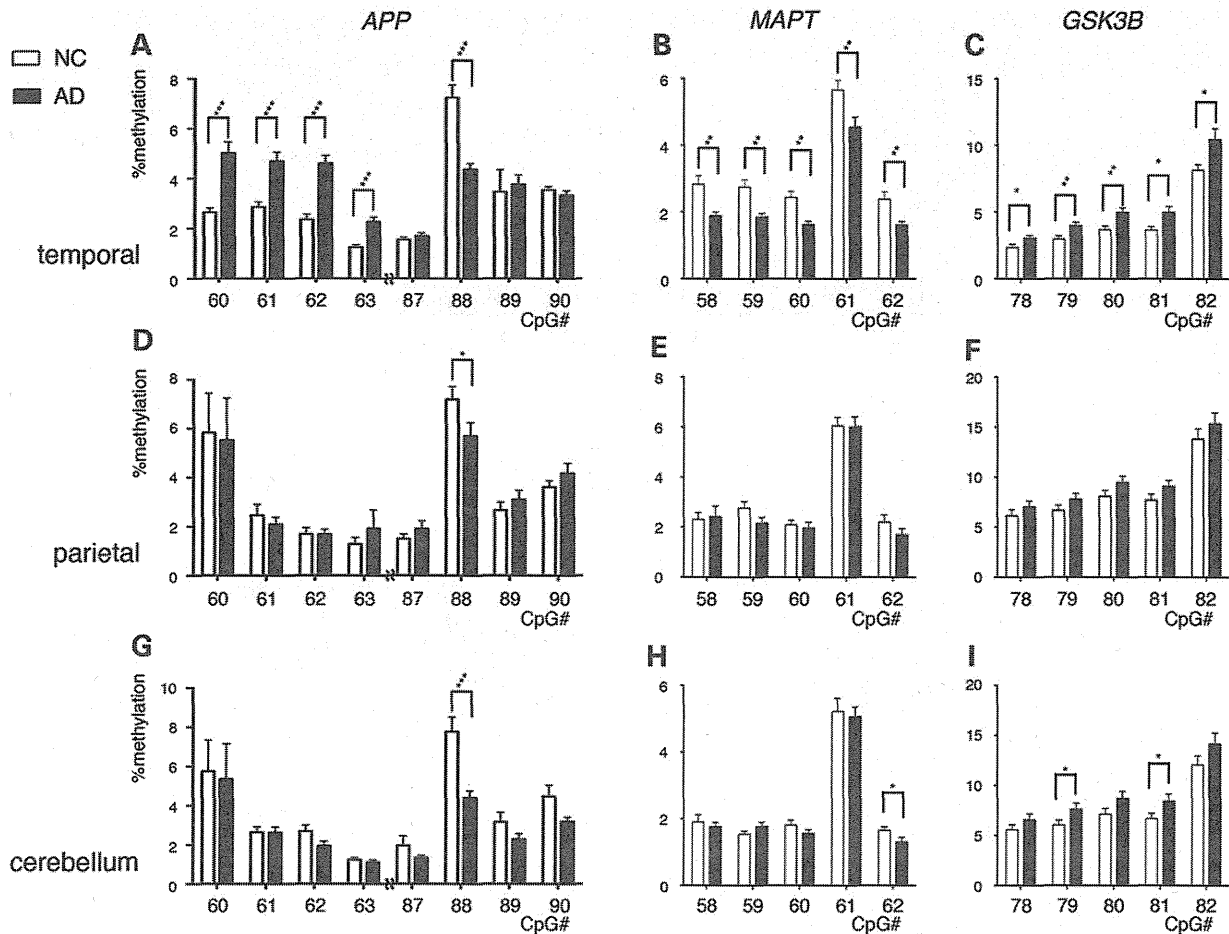 APP MAPT GSK3B
NC
AD
A
%methylation
8
6
4
2
0
***
***
***
***
***
60 61 62 63 87 88 89 90
CpG#
B
6
4
2
0
**
**
**
**
**
58 59 60 61 62
CpG#
C
15
10
5
0
*
**
*
*
*
78 79 80 81 82
CpG#
temporal
D
%methylation
8
6
4
2
0
*
60 61 62 63 87 88 89 90
CpG#
E
8
6
4
2
0
58 59 60 61 62
CpG#
F
20
15
10
5
0
78 79 80 81 82
CpG#
parietal
G
%methylation
10
8
6
4
2
0
***
60 61 62 63 87 88 89 90
CpG#
H
6
4
2
0
*
58 59 60 61 62
CpG#
I
20
15
10
5
0
*
*
78 79 80 81 82
CpG#
cerebellum